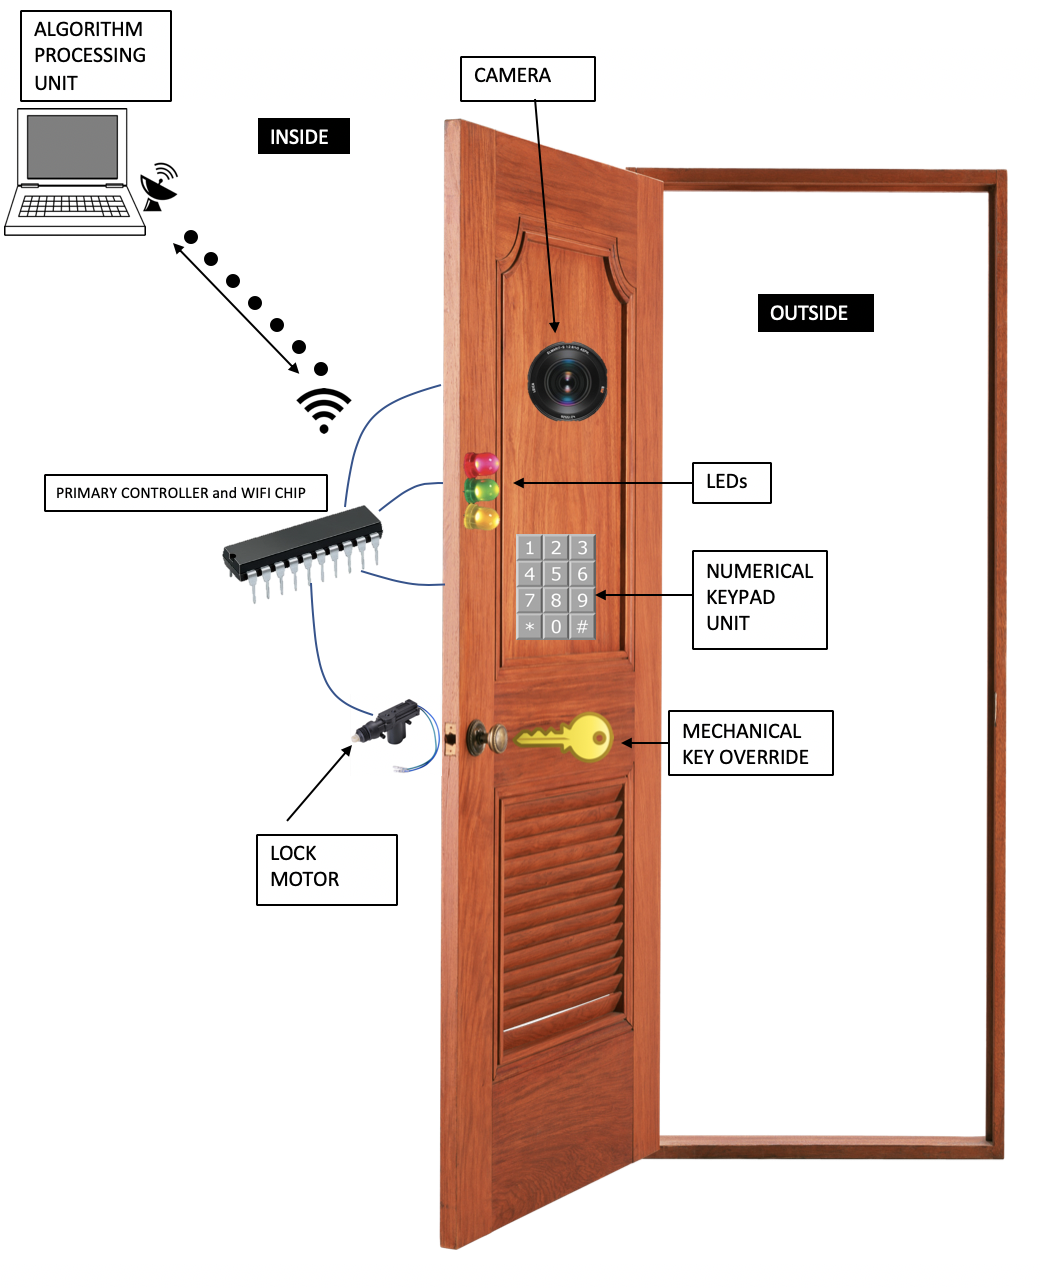 ALGORITHM
PROCESSING
UNIT
CAMERA
INSIDE
OUTSIDE
PRIMARY CONTROLLER and WIFI CHIP
LEDs
1 2 3
4 5 6
7 8 9
* 0 #
NUMERICAL
KEYPAD
UNIT
MECHANICAL
KEY OVERRIDE
LOCK
MOTOR